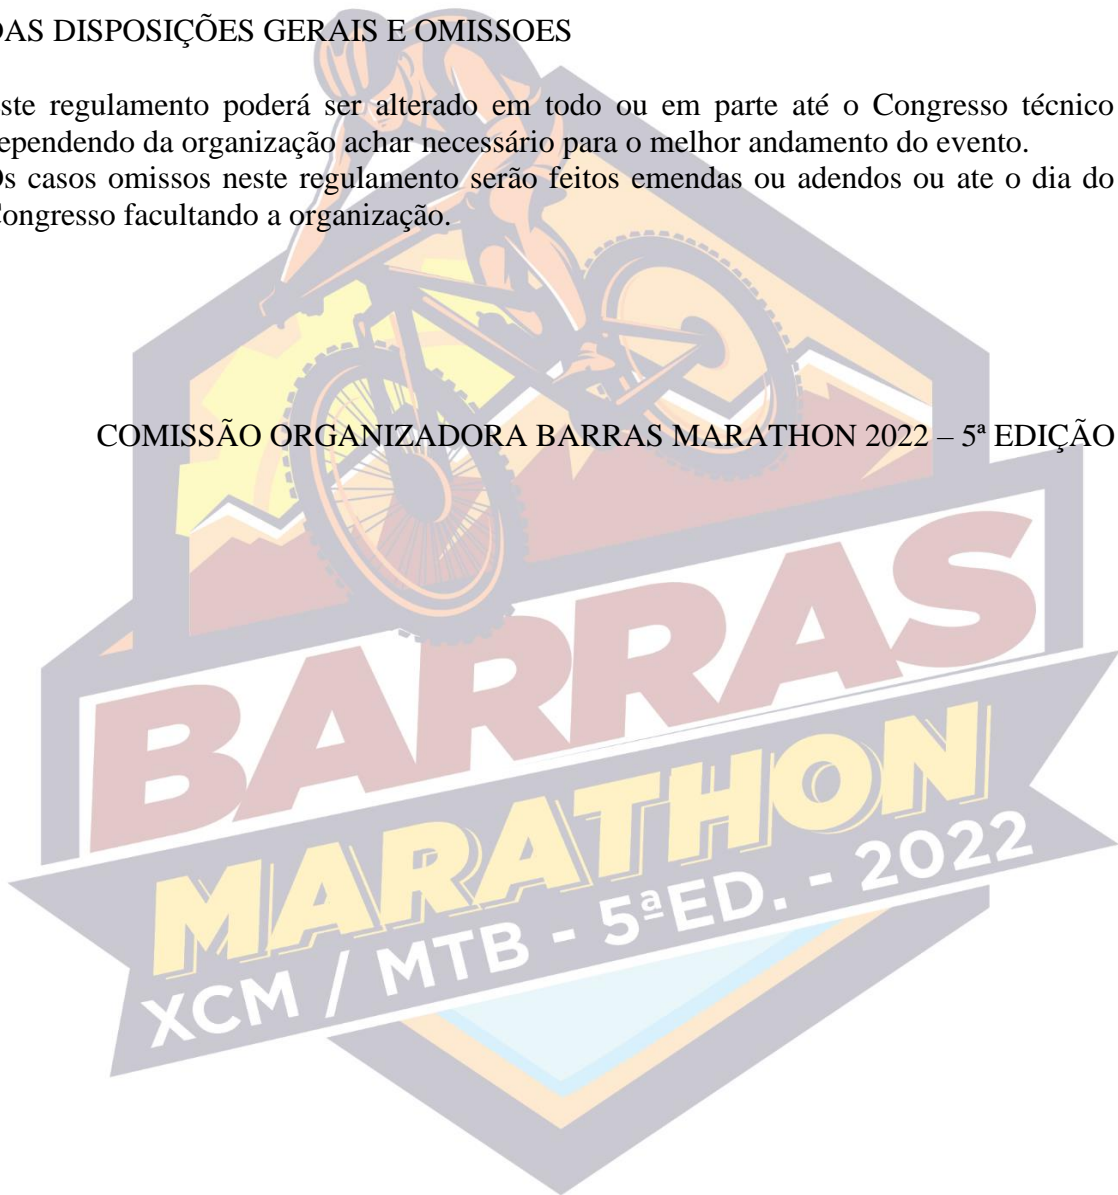 DAS DISPOSIÇÕES GERAIS E OMISSOES
ste regulamento poderá ser alterado em todo ou em parte até o Congresso técnico
ependendo da organização achar necessário para o melhor andamento do evento.
Os casos omissos neste regulamento serão feitos emendas ou adendos ou ate o dia do
Congresso facultando a organização.
COMISSÃO ORGANIZADORA BARRAS MARATHON 2022 – 5ª EDIÇÃO
BARRAS
MARATHON
XCM / MTB - 5ªED. - 2022